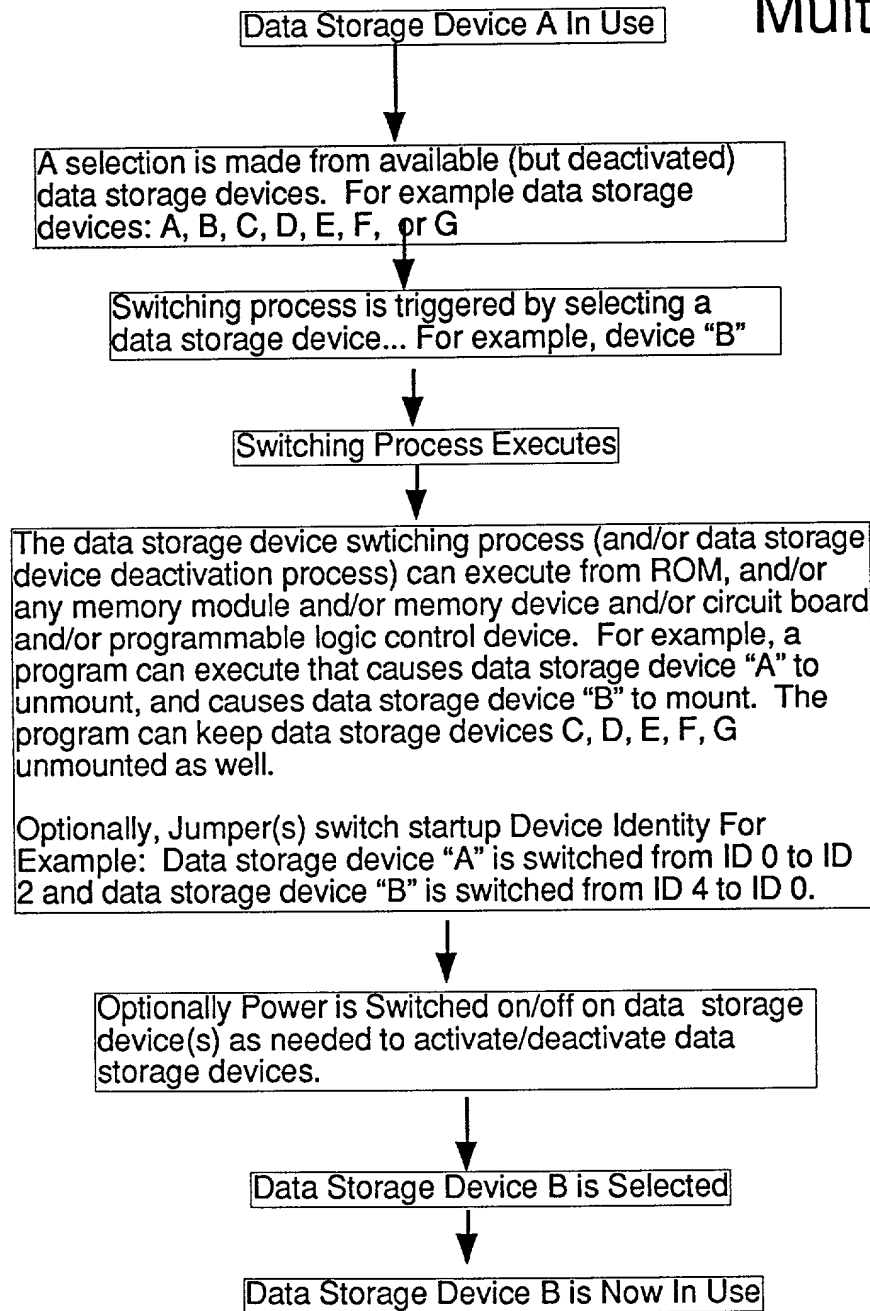 Mult
Data Storage Device A In Use
A selection is made from available (but deactivated)
data storage devices. For example data storage
devices: A, B, C, D, E, F, or G
Switching process is triggered by selecting a
data storage device... For example, device “B”
Switching Process Executes
The data storage device swtiching process (and/or data storage
device deactivation process) can execute from ROM, and/or
any memory module and/or memory device and/or circuit board
and/or programmable logic control device. For example, a
program can execute that causes data storage device “A” to
unmount, and causes data storage device “B” to mount. The
program can keep data storage devices C, D, E, F, G
unmounted as well.
Optionally, Jumper(s) switch startup Device Identity For
Example: Data storage device “A” is switched from ID 0 to ID
2 and data storage device “B” is switched from ID 4 to ID 0.
Optionally Power is Switched on/off on data storage
device(s) as needed to activate/deactivate data
storage devices.
Data Storage Device B is Selected
Data Storage Device B is Now In Use